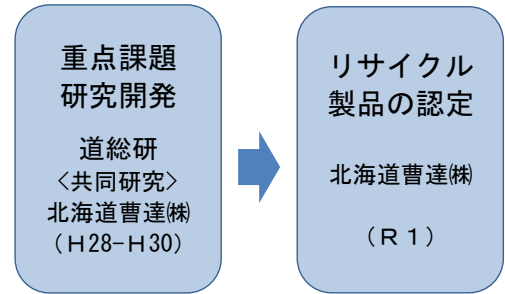 重点課題
研究開発
道総研
<共同研究>
北海道曹達㈱
（Ｈ28-Ｈ30）
リサイクル
製品の認定
北海道曹達㈱
（Ｒ１）